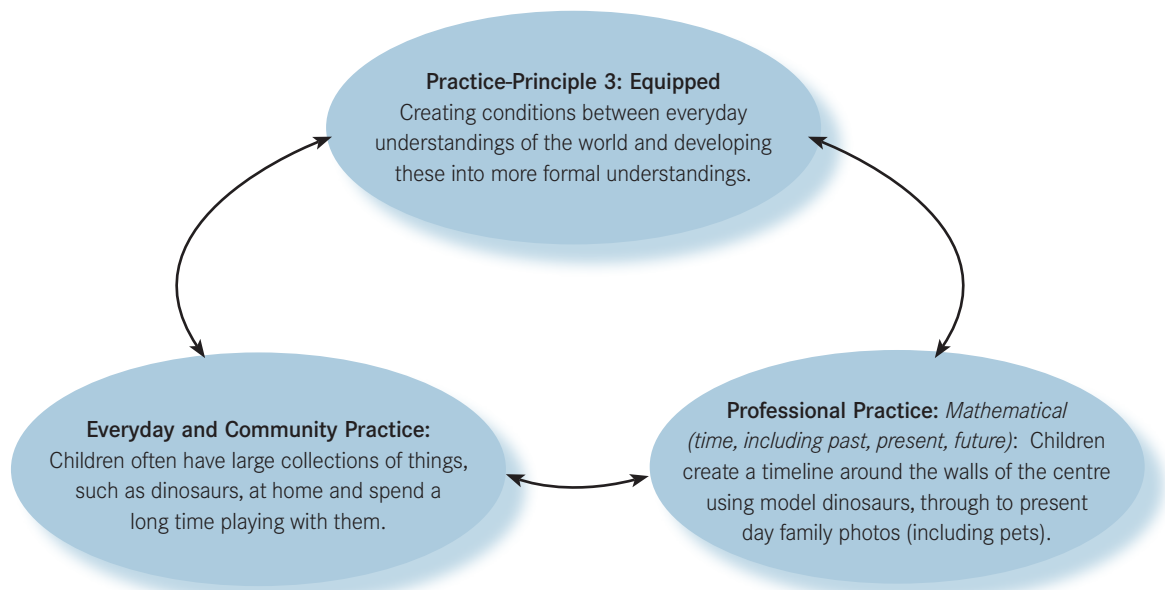 Practice-Principle 3: Equipped
Creating conditions between everyday
understandings of the world and developing
these into more formal understandings.
Everyday and Community Practice:
Children often have large collections of things,
such as dinosaurs, at home and spend a
long time playing with them.
Professional Practice: Mathematical
(time, including past, present, future): Children
create a timeline around the walls of the centre
using model dinosaurs, through to present
day family photos (including pets).